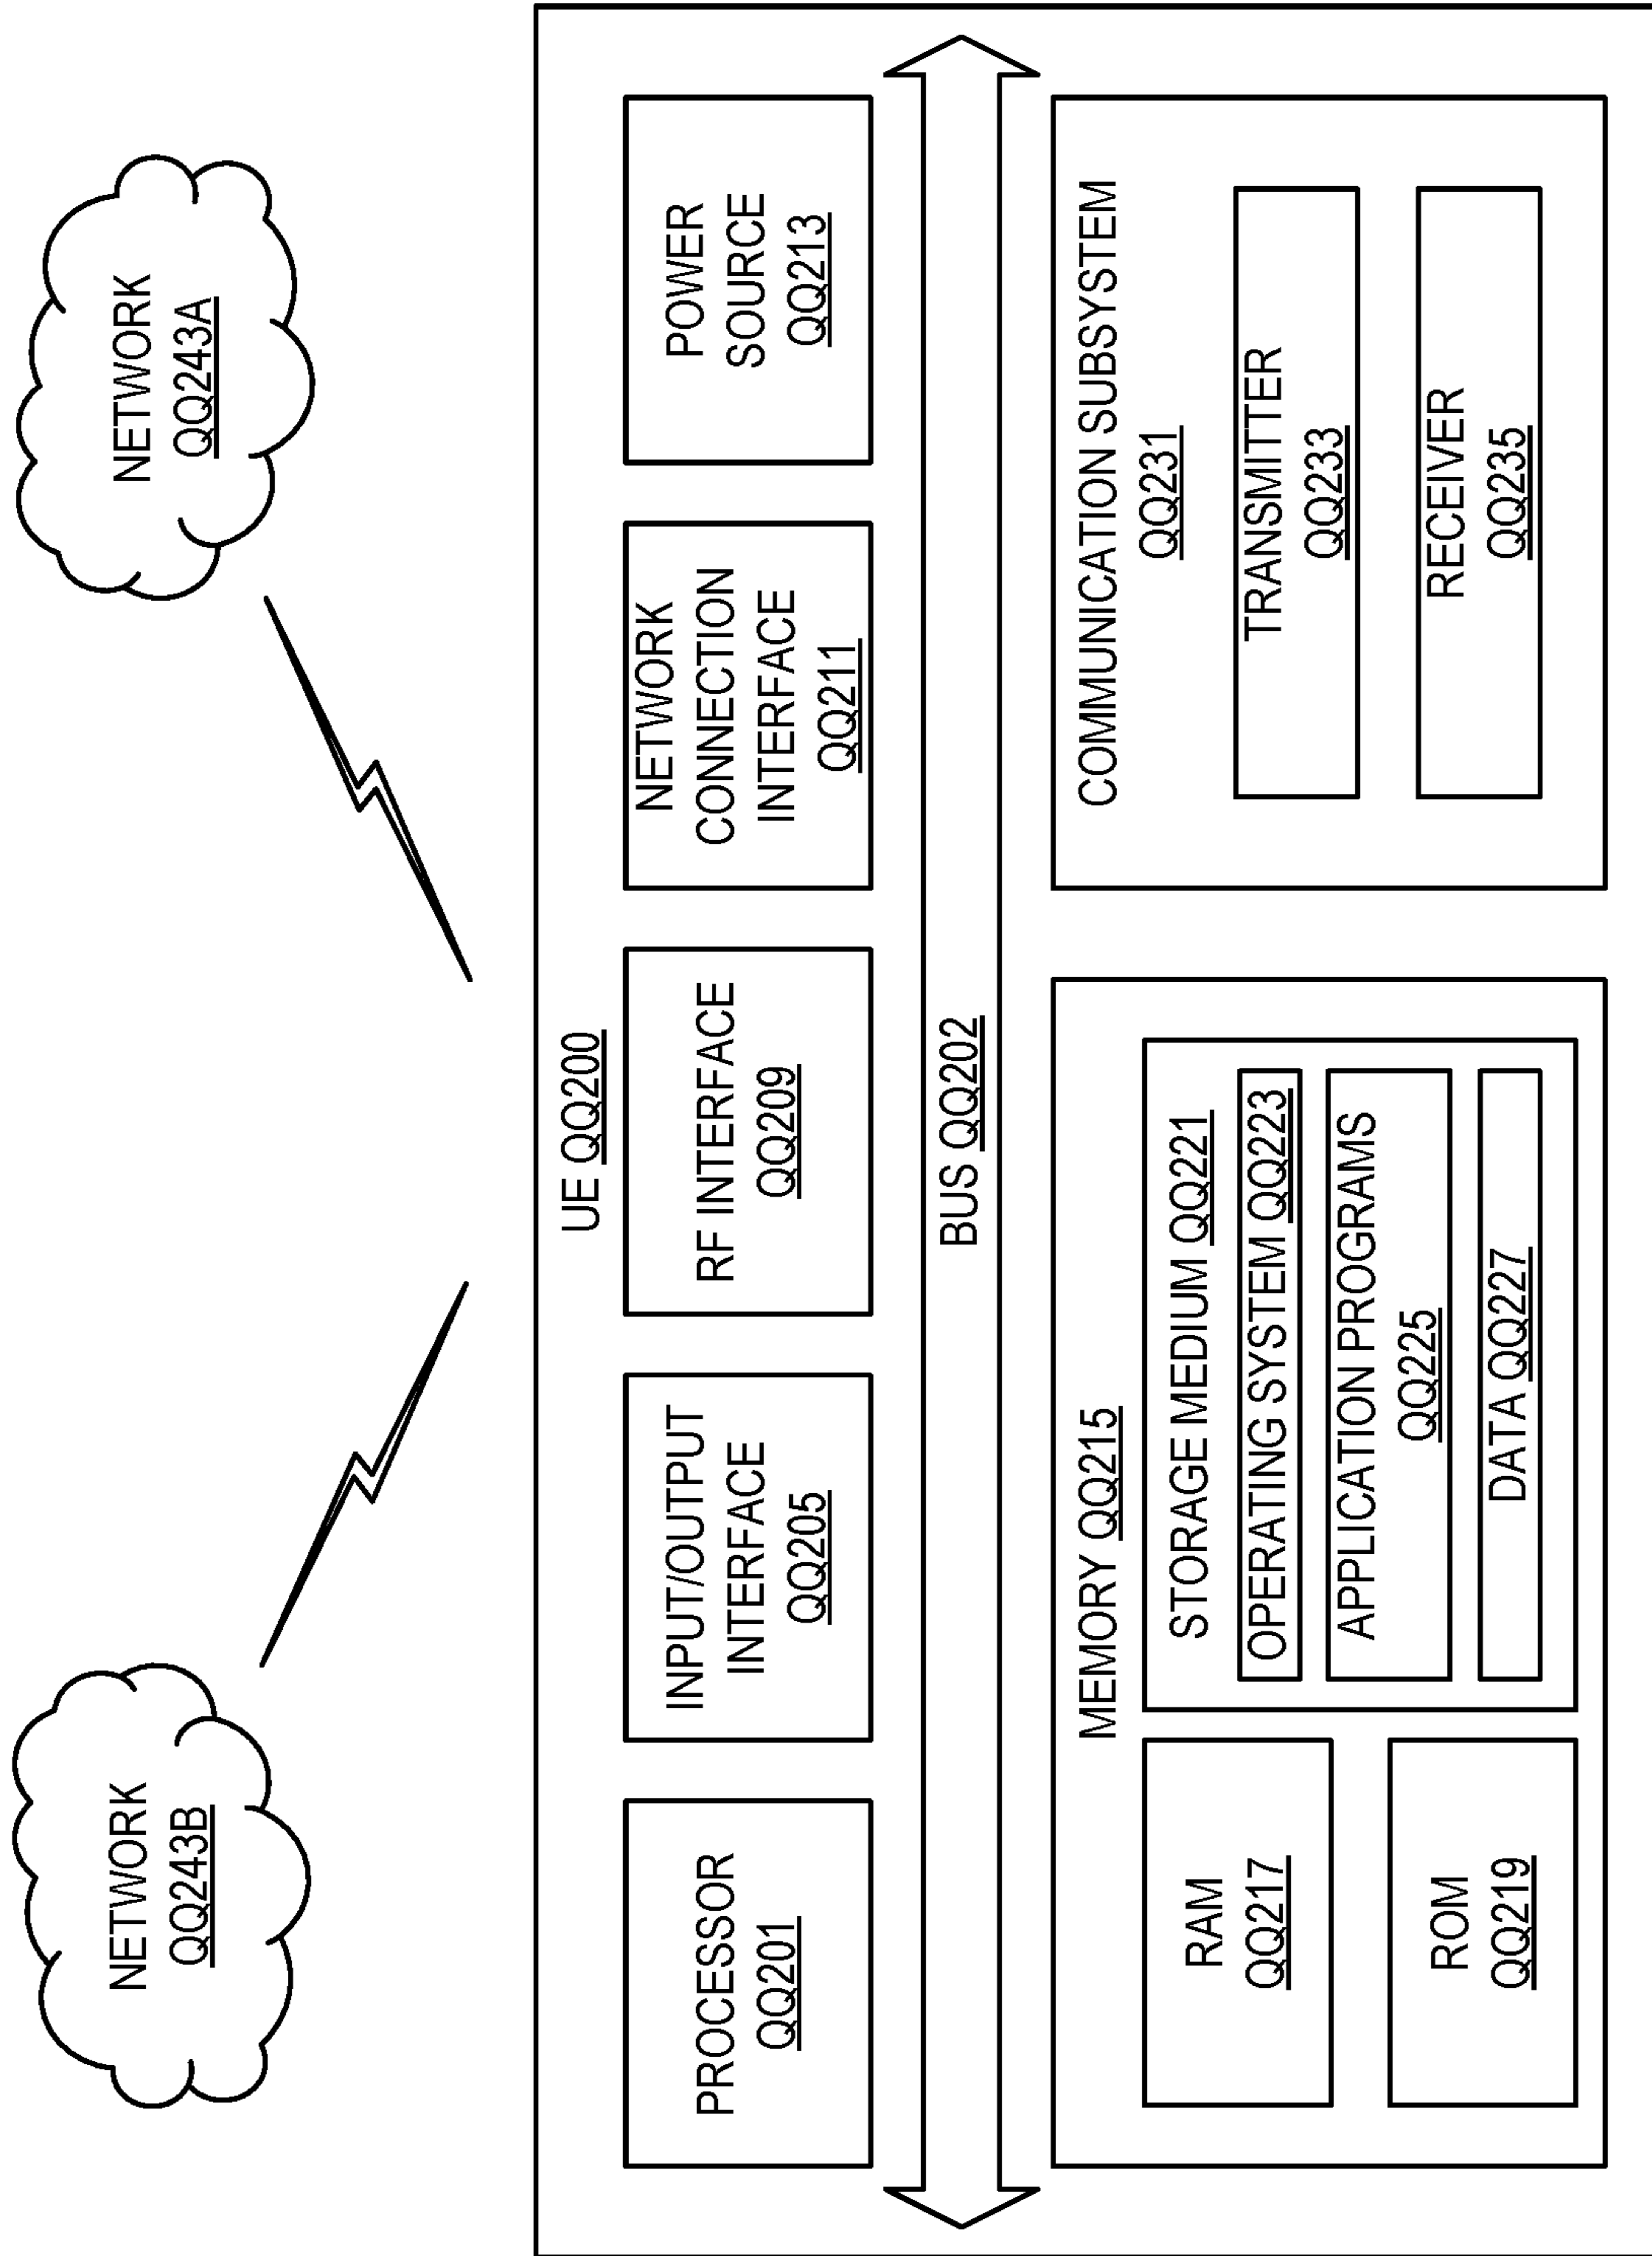 NETWORK
QQ243B
NETWORK
QQ243A
UE QQ200
PROCESSOR
QQ201
INPUT/OUTPUT
INTERFACE
QQ205
RF INTERFACE
QQ209
NETWORK
CONNECTION
INTERFACE
QQ211
POWER
SOURCE
QQ213
BUS QQ202
MEMORY QQ215
RAM
QQ217
ROM
QQ219
STORAGE MEDIUM QQ221
OPERATING SYSTEM QQ223
APPLICATION PROGRAMS
QQ225
DATA QQ227
COMMUNICATION SUBSYSTEM
QQ231
TRANSMITTER
QQ233
RECEIVER
QQ235